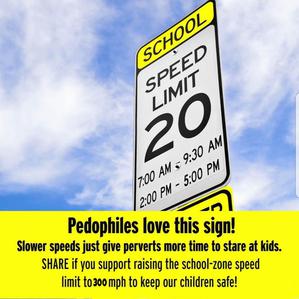 SCHOOL
SPEED
LIMIT
20
7:00 AM - 9:30 AM
2:00 PM - 5:00 PM
Pedophiles love this sign!
Slower speeds just give perverts more time to stare at kids.
SHARE if you support raising the school-zone speed
limit to 300 mph to keep our children safe!